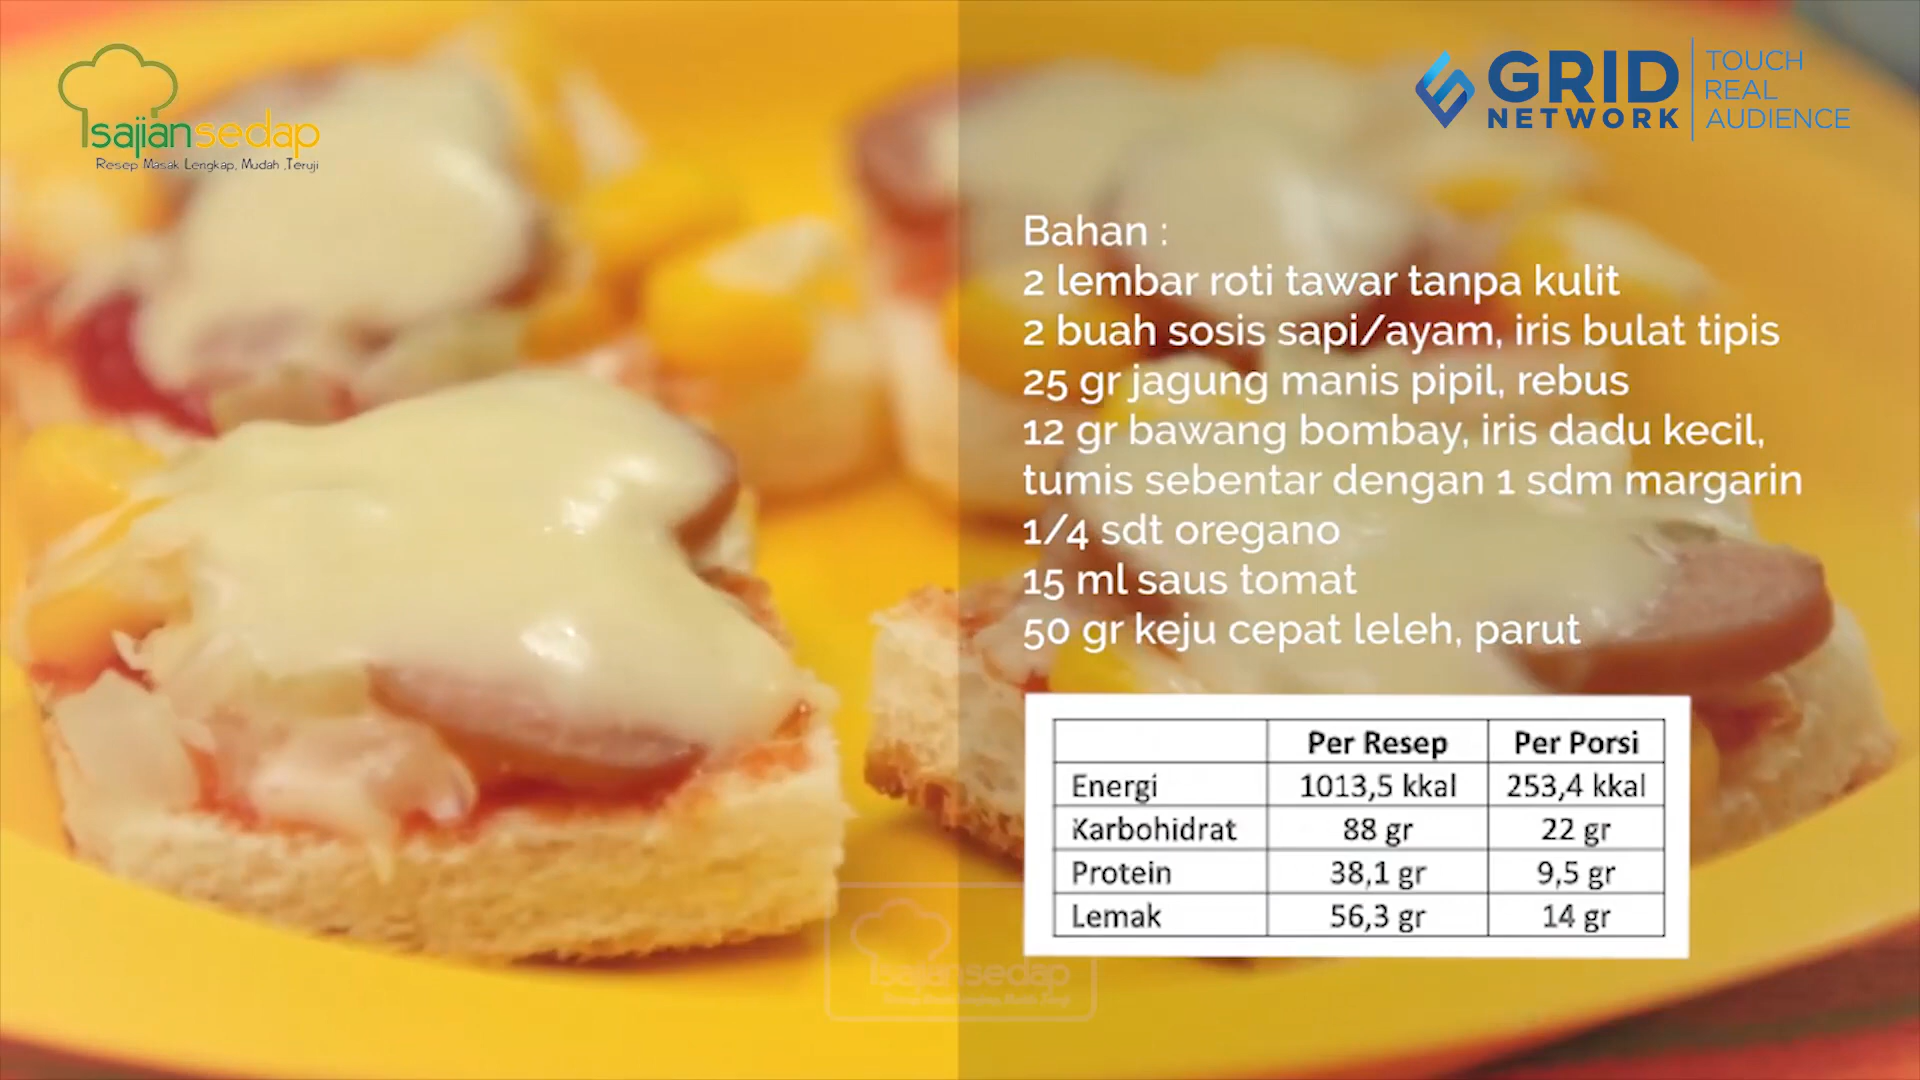 sajiansedap
Resep Masak Lengkap, Mudah ,Teruji
GRID
NETWORK
TOUCH
REAL
AUDIENCE
Bahan :
2 lembar roti tawar tanpa kulit
2 buah sosis sapi/ayam, iris bulat tipis
25 gr jagung manis pipil, rebus
12 gr bawang bombay, iris dadu kecil,
tumis sebentar dengan 1 sdm margarin
1/4 sdt oregano
15 ml saus tomat
50 gr keju cepat leleh, parut
Per Resep Per Porsi
Energi 1013,5 kkal 253,4 kkal
Karbohidrat 88 gr 22 gr
Protein 38,1 gr 9,5 gr
Lemak 56,3 gr 14 gr
sajiansedap